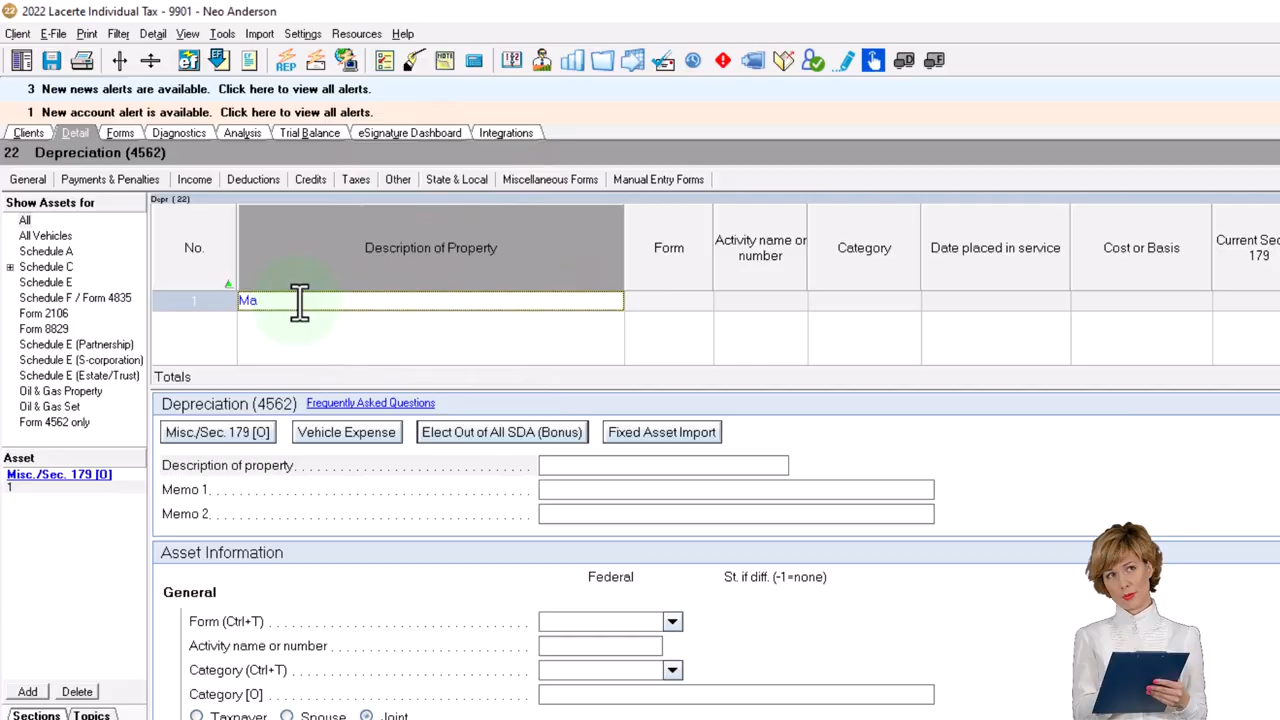 22 2022 Lacerte Individual Tax - 9901 - Neo Anderson
Client E-File Print Filter Detail View Tools Import Settings Resources Help
3 New news alerts are available. Click here to view all alerts.
1 New account alert is available. Click here to view all alerts.
Clients Detail Forms Diagnostics Analysis Trial Balance eSignature Dashboard Integrations
22 Depreciation (4562)
General Payments & Penalties Income Deductions Credits Taxes Other State & Local Miscellaneous Forms Manual Entry Forms
Show Assets for
All
All Vehicles
Schedule A
Schedule C
Schedule E
Schedule F / Form 4835
Form 2106
Form 8829
Schedule E (Partnership)
Schedule E (S-corporation)
Schedule E (Estate/Trust)
Oil & Gas Property
Oil & Gas Set
Form 4562 only
Asset
Misc./Sec. 179 [O]
1
Add Delete
Sections Topics
Depr (22)
No. Description of Property Form Activity name or number Category Date placed in service Cost or Basis Current Sec 179
1 Ma
Totals
Depreciation (4562) Frequently Asked Questions
Misc./Sec. 179 [O] Vehicle Expense Elect Out of All SDA (Bonus) Fixed Asset Import
Description of property
Memo 1
Memo 2
Asset Information
Federal St. if diff. (-1=none)
General
Form (Ctrl+T)
Activity name or number
Category (Ctrl+T)
Category [O]
Taxpayer Spouse Joint